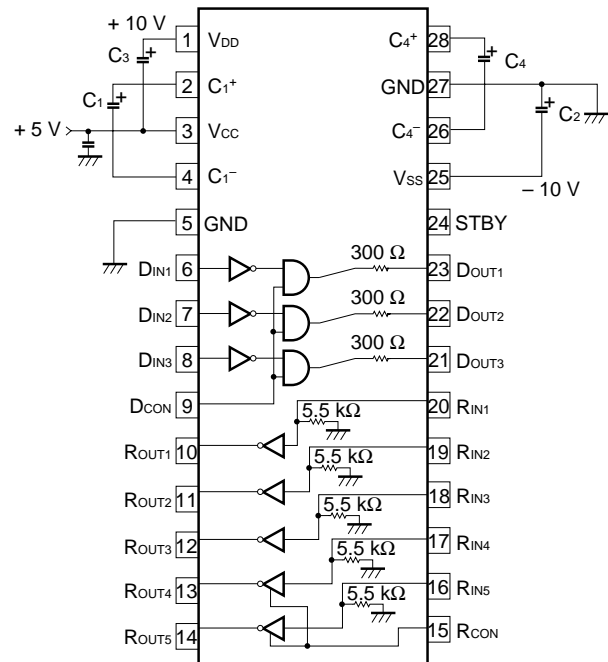 + 10 V
1 VDD
C3
+
C1
+
2 C1+
+ 5 V
3 VCC
4 C1−
5 GND
DIN1 6
DIN2 7
DIN3 8
DCON 9
ROUT1 10
ROUT2 11
ROUT3 12
ROUT4 13
ROUT5 14
C4+ 28
+
C4
GND 27
+
C2
C4− 26
VSS 25
− 10 V
24 STBY
300 Ω
23 DOUT1
300 Ω
22 DOUT2
300 Ω
21 DOUT3
20 RIN1
5.5 kΩ
19 RIN2
5.5 kΩ
18 RIN3
5.5 kΩ
17 RIN4
5.5 kΩ
16 RIN5
5.5 kΩ
15 RCON